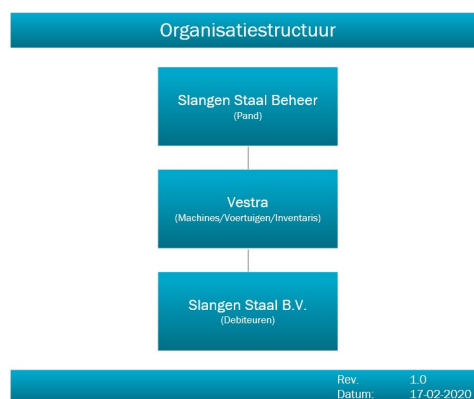 Organisatiestructuur
Slangen Staal Beheer
(Pand)
Vestra
(Machines/Voertuigen/Inventaris)
Slangen Staal B.V.
(Debiteuren)
Rev. 1.0
Datum: 17-02-2020